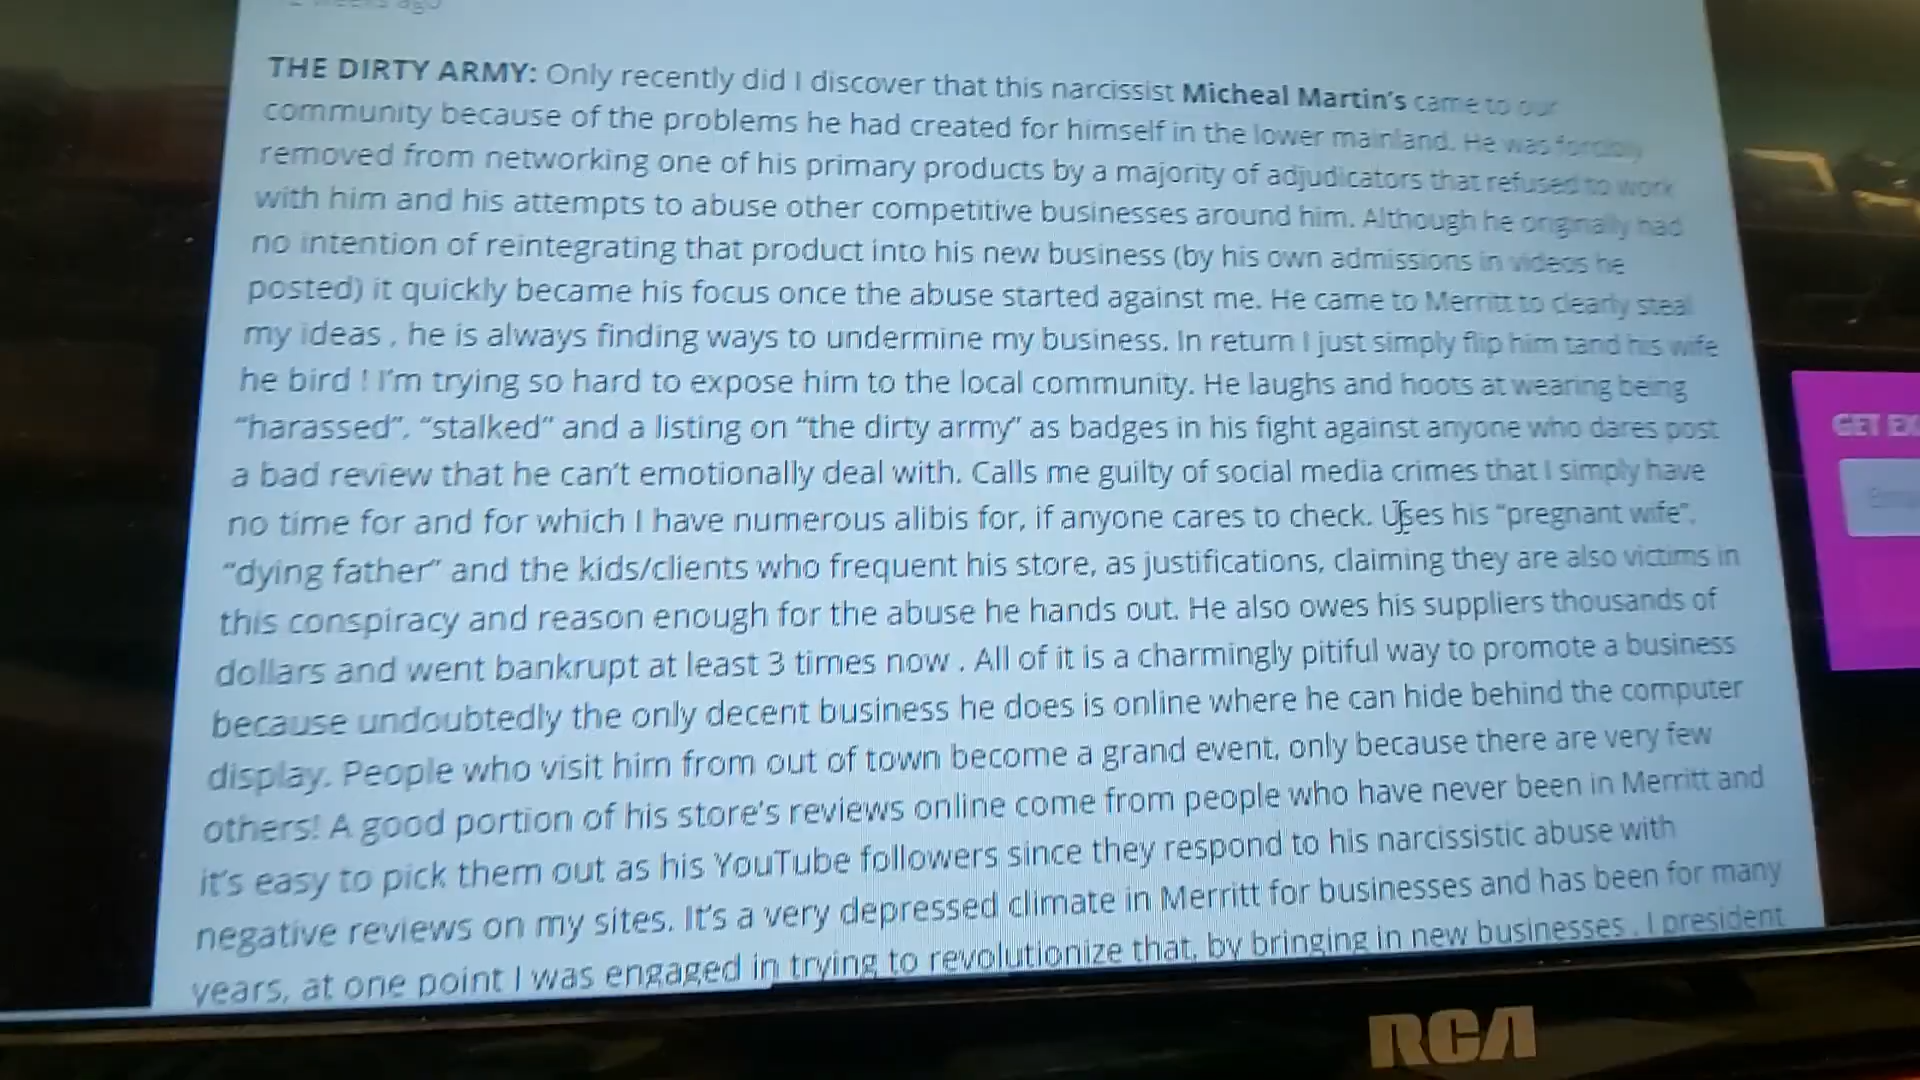 THE DIRTY ARMY: Only recently did I discover that this narcissist Micheal Martin's came to our
community because of the problems he had created for himself in the lower mainland. He was forcibly
removed from networking one of his primary products by a majority of adjudicators that refused to work
with him and his attempts to abuse other competitive businesses around him. Although he originally had
no intention of reintegrating that product into his new business (by his own admissions in videos he
posted) it quickly became his focus once the abuse started against me. He came to Merritt to clearly steal
my ideas , he is always finding ways to undermine my business. In return I just simply flip him tand his wife
he bird ! I'm trying so hard to expose him to the local community. He laughs and hoots at wearing being
“harassed”, “stalked” and a listing on “the dirty army” as badges in his fight against anyone who dares post
a bad review that he can't emotionally deal with. Calls me guilty of social media crimes that I simply have
no time for and for which I have numerous alibis for, if anyone cares to check. Uses his “pregnant wife”,
“dying father” and the kids/clients who frequent his store, as justifications, claiming they are also victims in
this conspiracy and reason enough for the abuse he hands out. He also owes his suppliers thousands of
dollars and went bankrupt at least 3 times now . All of it is a charmingly pitiful way to promote a business
because undoubtedly the only decent business he does is online where he can hide behind the computer
display. People who visit him from out of town become a grand event, only because there are very few
others! A good portion of his store's reviews online come from people who have never been in Merritt and
it's easy to pick them out as his YouTube followers since they respond to his narcissistic abuse with
negative reviews on my sites. It's a very depressed climate in Merritt for businesses and has been for many
years, at one point I was engaged in trying to revolutionize that, by bringing in new businesses . I president
GET
RCA